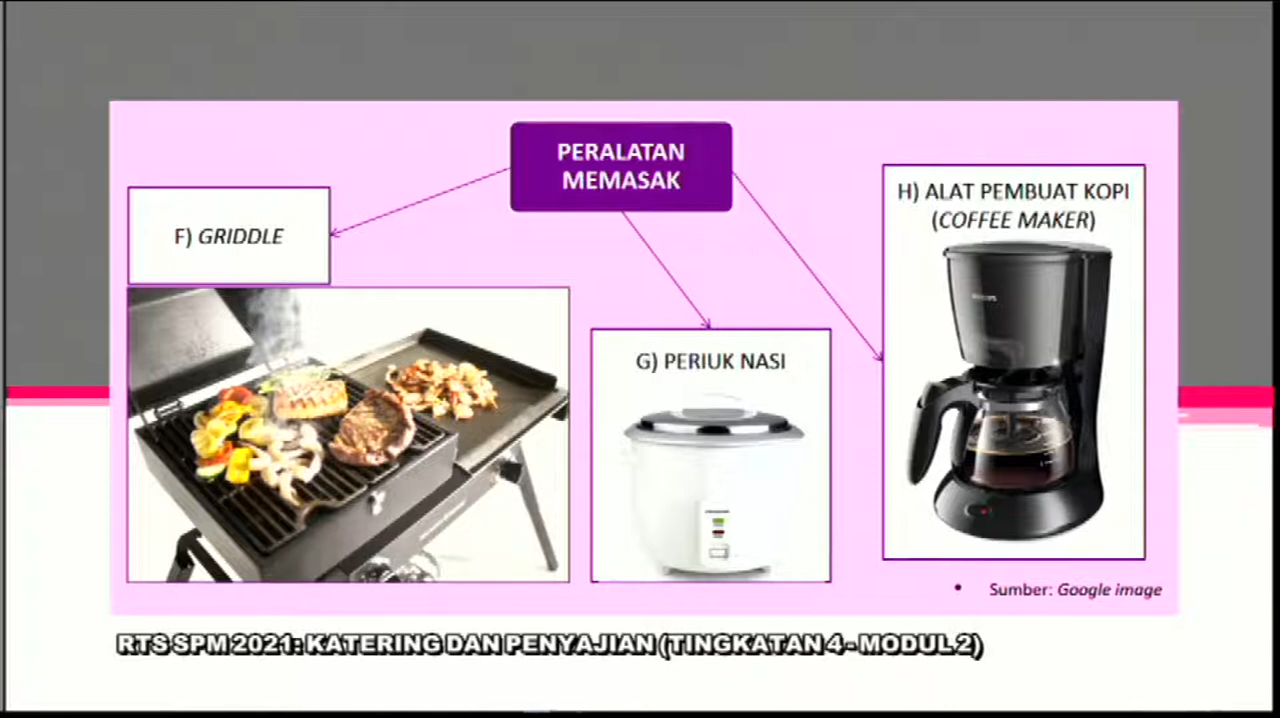 PERALATAN
MEMASAK
F) GRIDDLE
G) PERIUK NASI
H) ALAT PEMBUAT KOPI
(COFFEE MAKER)
• Sumber: Google image
RTS SPM 2021: KATERING DAN PENYAJIAN (TINGKATAN 4 - MODUL 2)